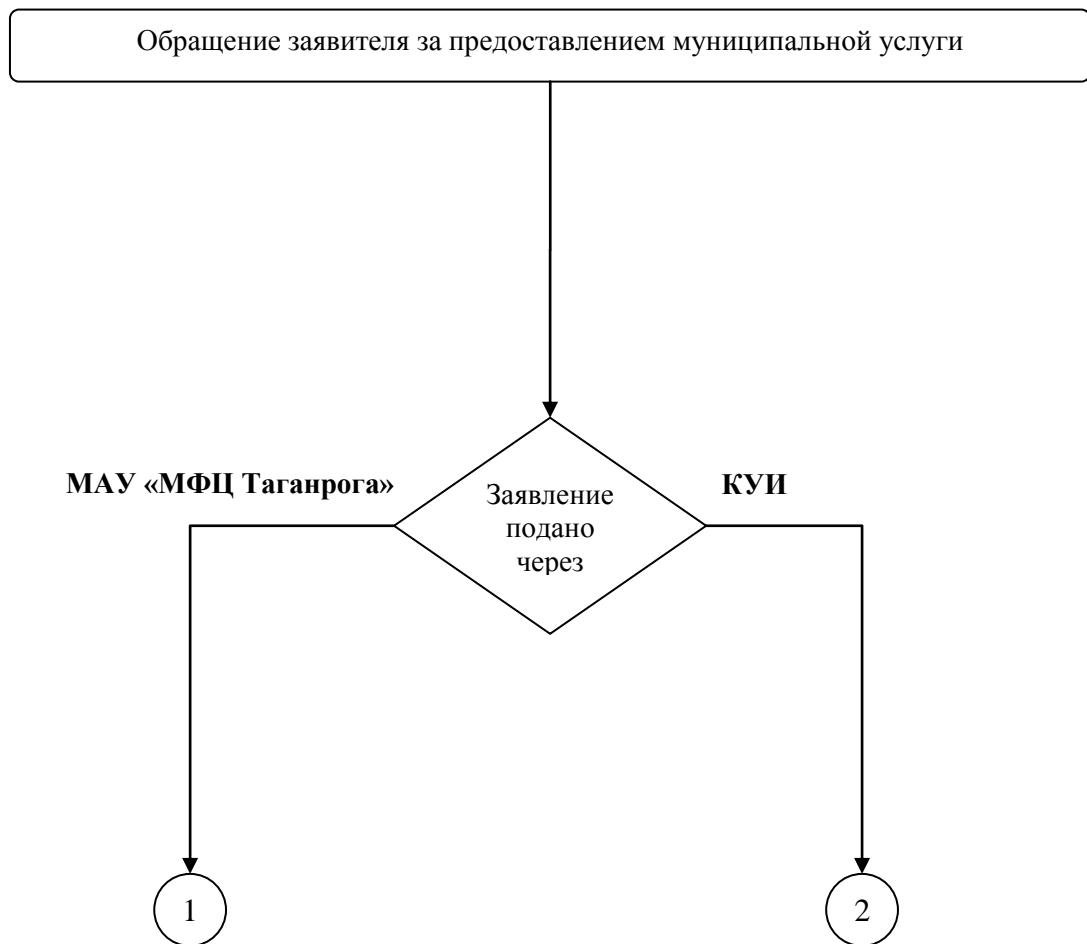 Обращение заявителя за предоставлением муниципальной услуги
МАУ «МФЦ Таганрога»
КУИ
Заявление
подано
через
1
2